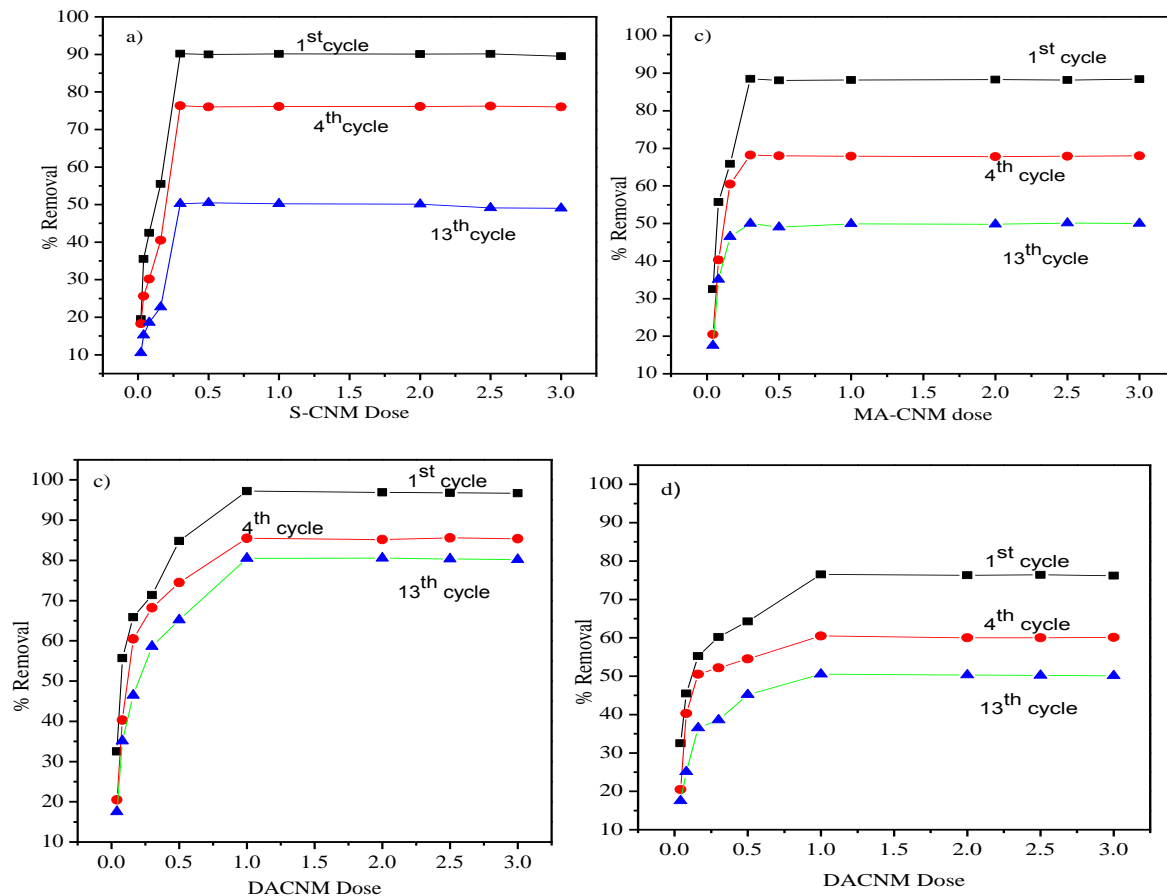 a)
100
90
80
70
60
50
40
30
20
10
% Removal
1st cycle
4th cycle
13th cycle
0.0 0.5 1.0 1.5 2.0 2.5 3.0
S-CNM Dose
c)
100
90
80
70
60
50
40
30
20
10
% Removal
1st cycle
4th cycle
13th cycle
0.0 0.5 1.0 1.5 2.0 2.5 3.0
MA-CNM dose
c)
100
90
80
70
60
50
40
30
20
10
% Removal
1st cycle
4th cycle
13th cycle
0.0 0.5 1.0 1.5 2.0 2.5 3.0
DACNM Dose
d)
100
90
80
70
60
50
40
30
20
10
% Removal
1st cycle
4th cycle
13th cycle
0.0 0.5 1.0 1.5 2.0 2.5 3.0
DACNM Dose